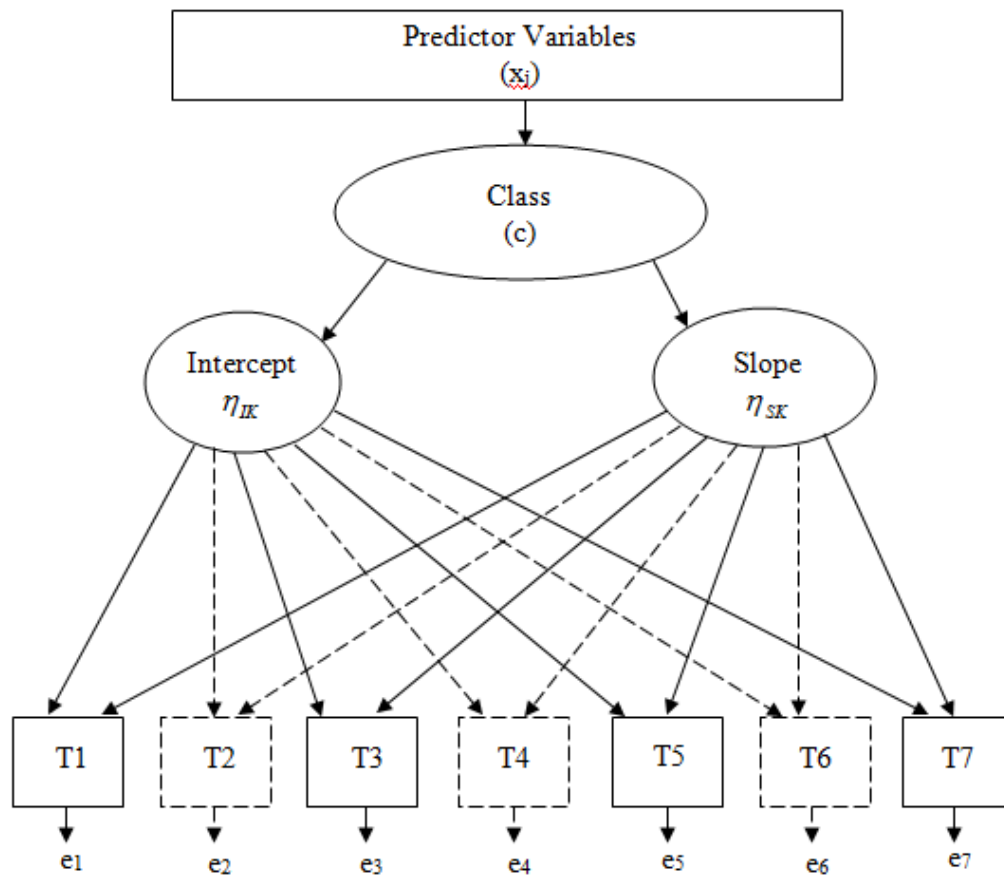 Predictor Variables
(xj)
Class
(c)
Intercept
ηIK
Slope
ηSK
T1
T2
T3
T4
T5
T6
T7
e1
e2
e3
e4
e5
e6
e7